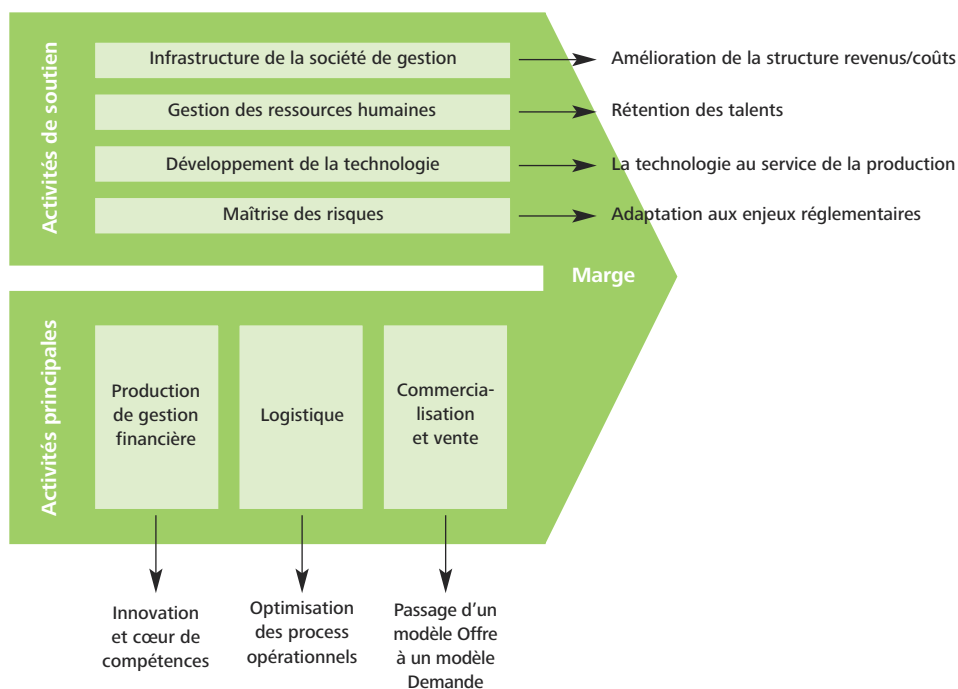 Activités de soutien
Infrastructure de la société de gestion
Amélioration de la structure revenus/coûts
Gestion des ressources humaines
Rétention des talents
Développement de la technologie
La technologie au service de la production
Maîtrise des risques
Adaptation aux enjeux réglementaires
Marge
Activités principales
Production
de gestion
financière
Logistique
Commercia-
lisation
et vente
Innovation
et cœur de
compétences
Optimisation
des process
opérationnels
Passage d’un
modèle Offre
à un modèle
Demande